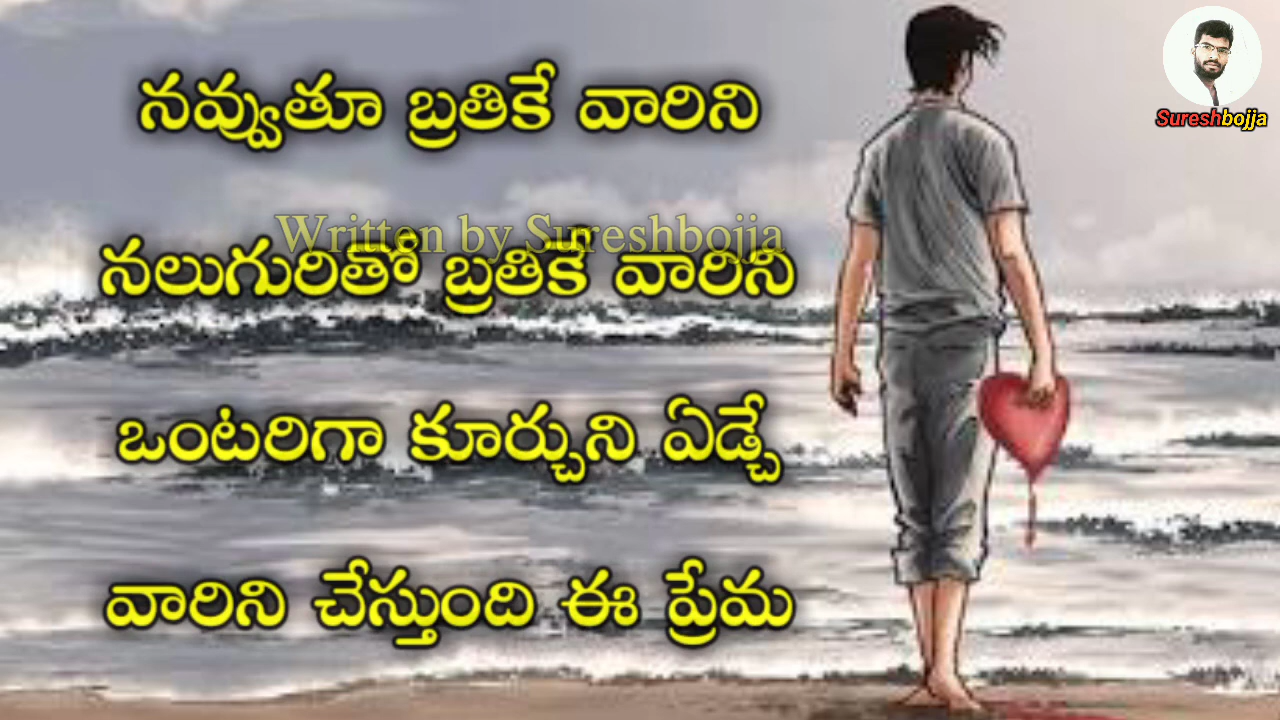 నవ్వుతూ బ్రతికే వారిని
Written by Sureshbojja
నలుగురితో బ్రతికే వారిని
ఒంటరిగా కూర్చుని ఏడ్చే
వారిని చేస్తుంది ఈ ప్రేమ
Sureshbojja